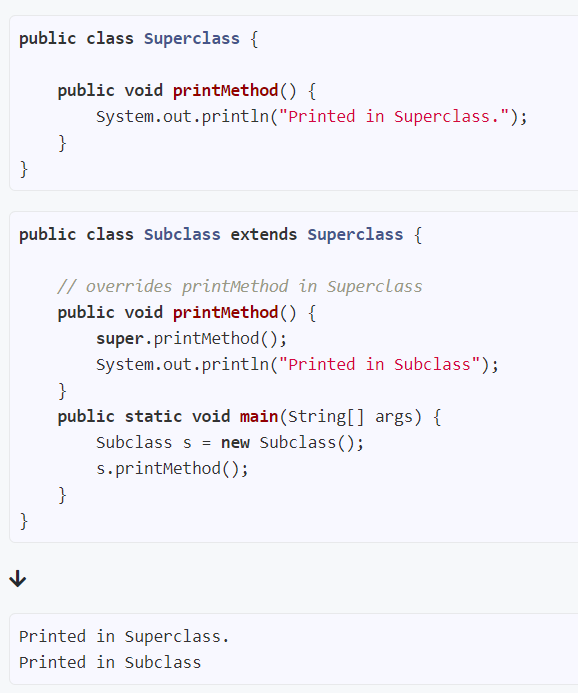 public class Superclass {
public void printMethod() {
System.out.println("Printed in Superclass.");
}
}
public class Subclass extends Superclass {
// overrides printMethod in Superclass
public void printMethod() {
super.printMethod();
System.out.println("Printed in Subclass");
}
public static void main(String[] args) {
Subclass s = new Subclass();
s.printMethod();
}
}
Printed in Superclass.
Printed in Subclass